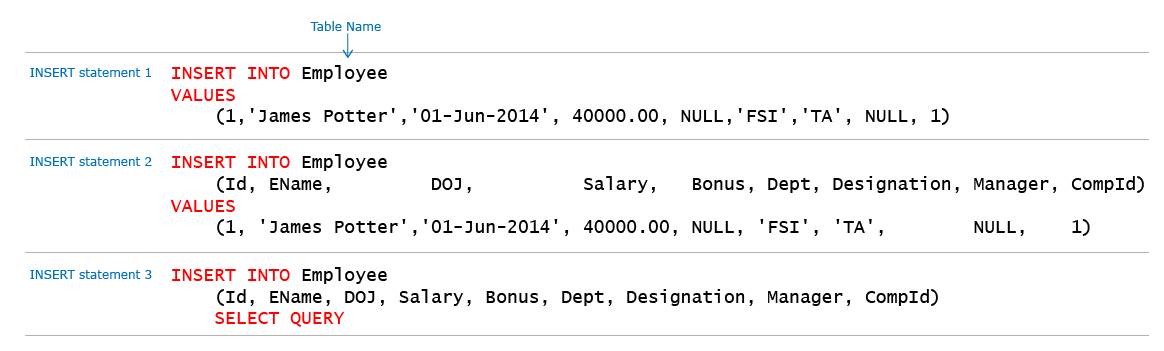 Table Name
INSERT statement 1 INSERT INTO Employee
VALUES
(1,'James Potter','01-Jun-2014', 40000.00, NULL,'FSI','TA', NULL, 1)
INSERT statement 2 INSERT INTO Employee
(Id, EName, DOJ, Salary, Bonus, Dept, Designation, Manager, CompId)
VALUES
(1, 'James Potter','01-Jun-2014', 40000.00, NULL, 'FSI', 'TA', NULL, 1)
INSERT statement 3 INSERT INTO Employee
(Id, EName, DOJ, Salary, Bonus, Dept, Designation, Manager, CompId)
SELECT QUERY